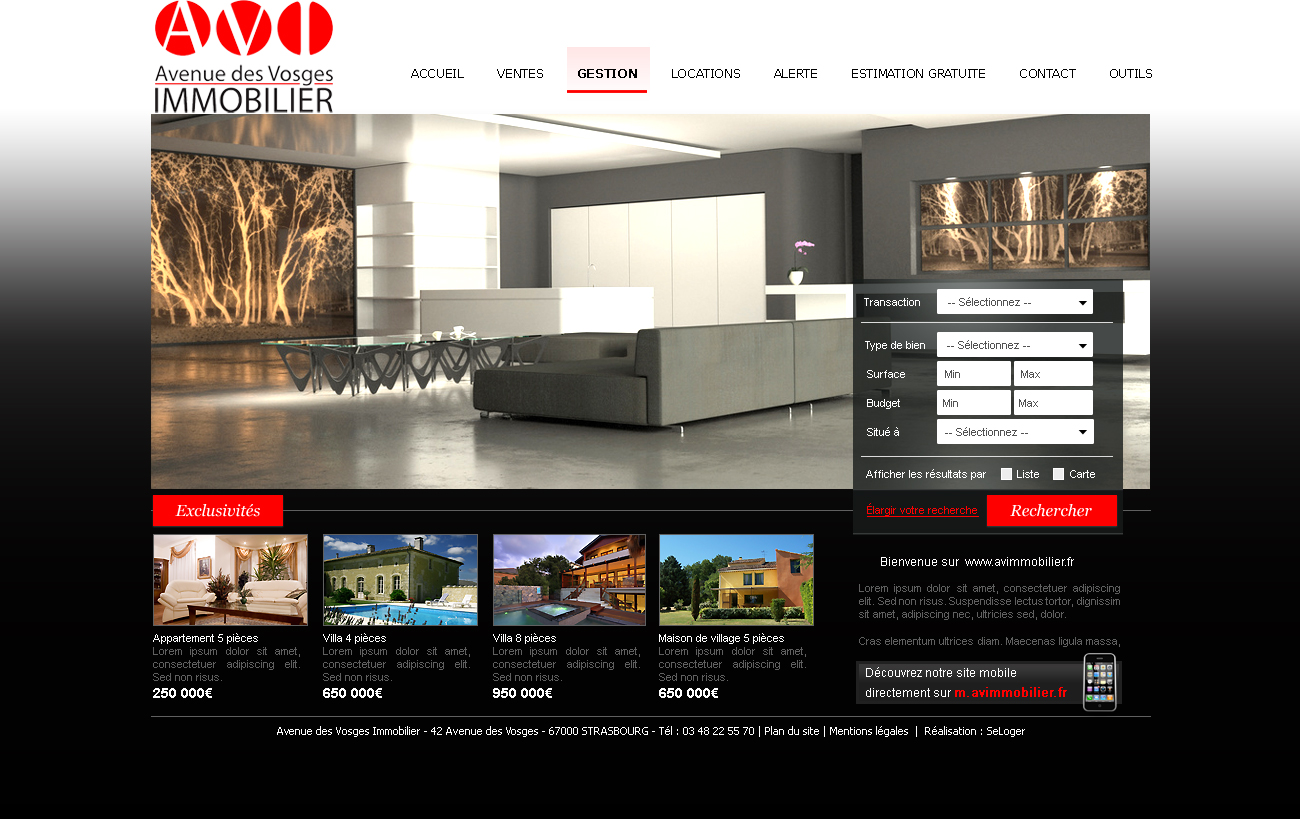 AVI
Avenue des Vosges
IMMOBILIER
ACCUEIL VENTES GESTION LOCATIONS ALERTE ESTIMATION GRATUITE CONTACT OUTILS
Transaction -- Sélectionnez --
Type de bien -- Sélectionnez --
Surface Min Max
Budget Min Max
Situé à -- Sélectionnez --
Afficher les résultats par Liste Carte
Élargir votre recherche Rechercher
Exclusivités
Appartement 5 pièces
Lorem ipsum dolor sit amet,
consectetuer adipiscing elit.
Sed non risus.
250 000€
Villa 4 pièces
Lorem ipsum dolor sit amet,
consectetuer adipiscing elit.
Sed non risus.
650 000€
Villa 8 pièces
Lorem ipsum dolor sit amet,
consectetuer adipiscing elit.
Sed non risus.
950 000€
Maison de village 5 pièces
Lorem ipsum dolor sit amet,
consectetuer adipiscing elit.
Sed non risus.
650 000€
Bienvenue sur www.avimmobilier.fr
Lorem ipsum dolor sit amet, consectetuer adipiscing
elit. Sed non risus. Suspendisse lectus tortor, dignissim
sit amet, adipiscing nec, ultricies sed, dolor.
Cras elementum ultrices diam. Maecenas ligula massa,
Découvrez notre site mobile
directement sur m.avimmobilier.fr
Avenue des Vosges Immobilier - 42 Avenue des Vosges - 67000 STRASBOURG - Tél : 03 48 22 55 70 | Plan du site | Mentions légales | Réalisation : SeLoger